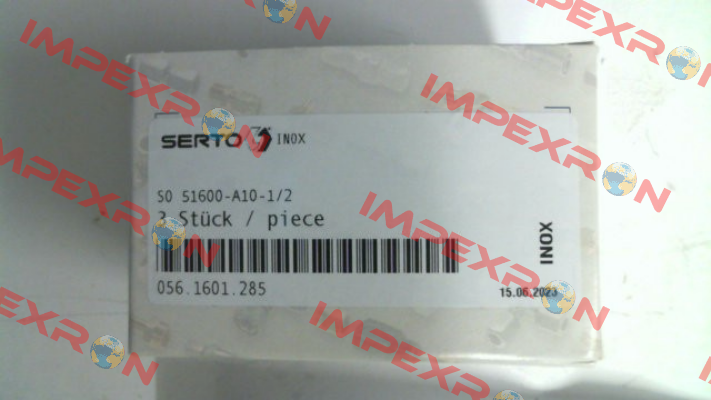 SERTO INOX
SO 51600-A10-1/2
3 Stück / piece
056.1601.285
15.06.2023
INOX
IMPEXRON
IMPEXRON
IMPEXRON
IMPEXRON
IMPEXRON
IMPEXRON